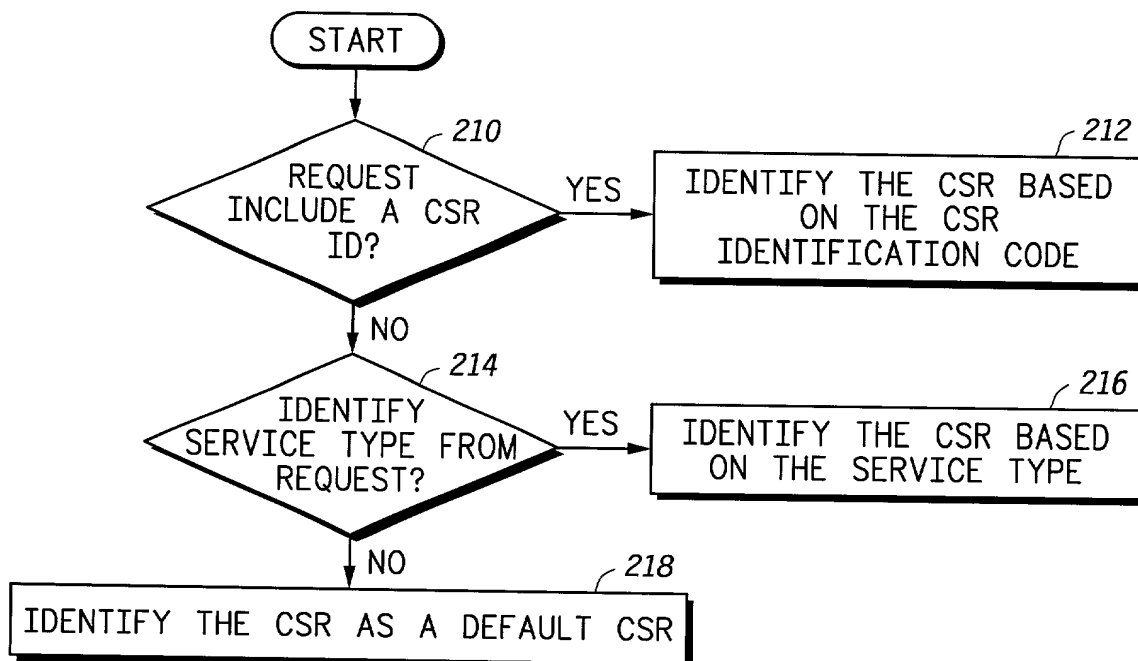 START
210
REQUEST
INCLUDE A CSR
ID?
YES
212
IDENTIFY THE CSR BASED
ON THE CSR
IDENTIFICATION CODE
NO
214
IDENTIFY
SERVICE TYPE FROM
REQUEST?
YES
216
IDENTIFY THE CSR BASED
ON THE SERVICE TYPE
NO
218
IDENTIFY THE CSR AS A DEFAULT CSR